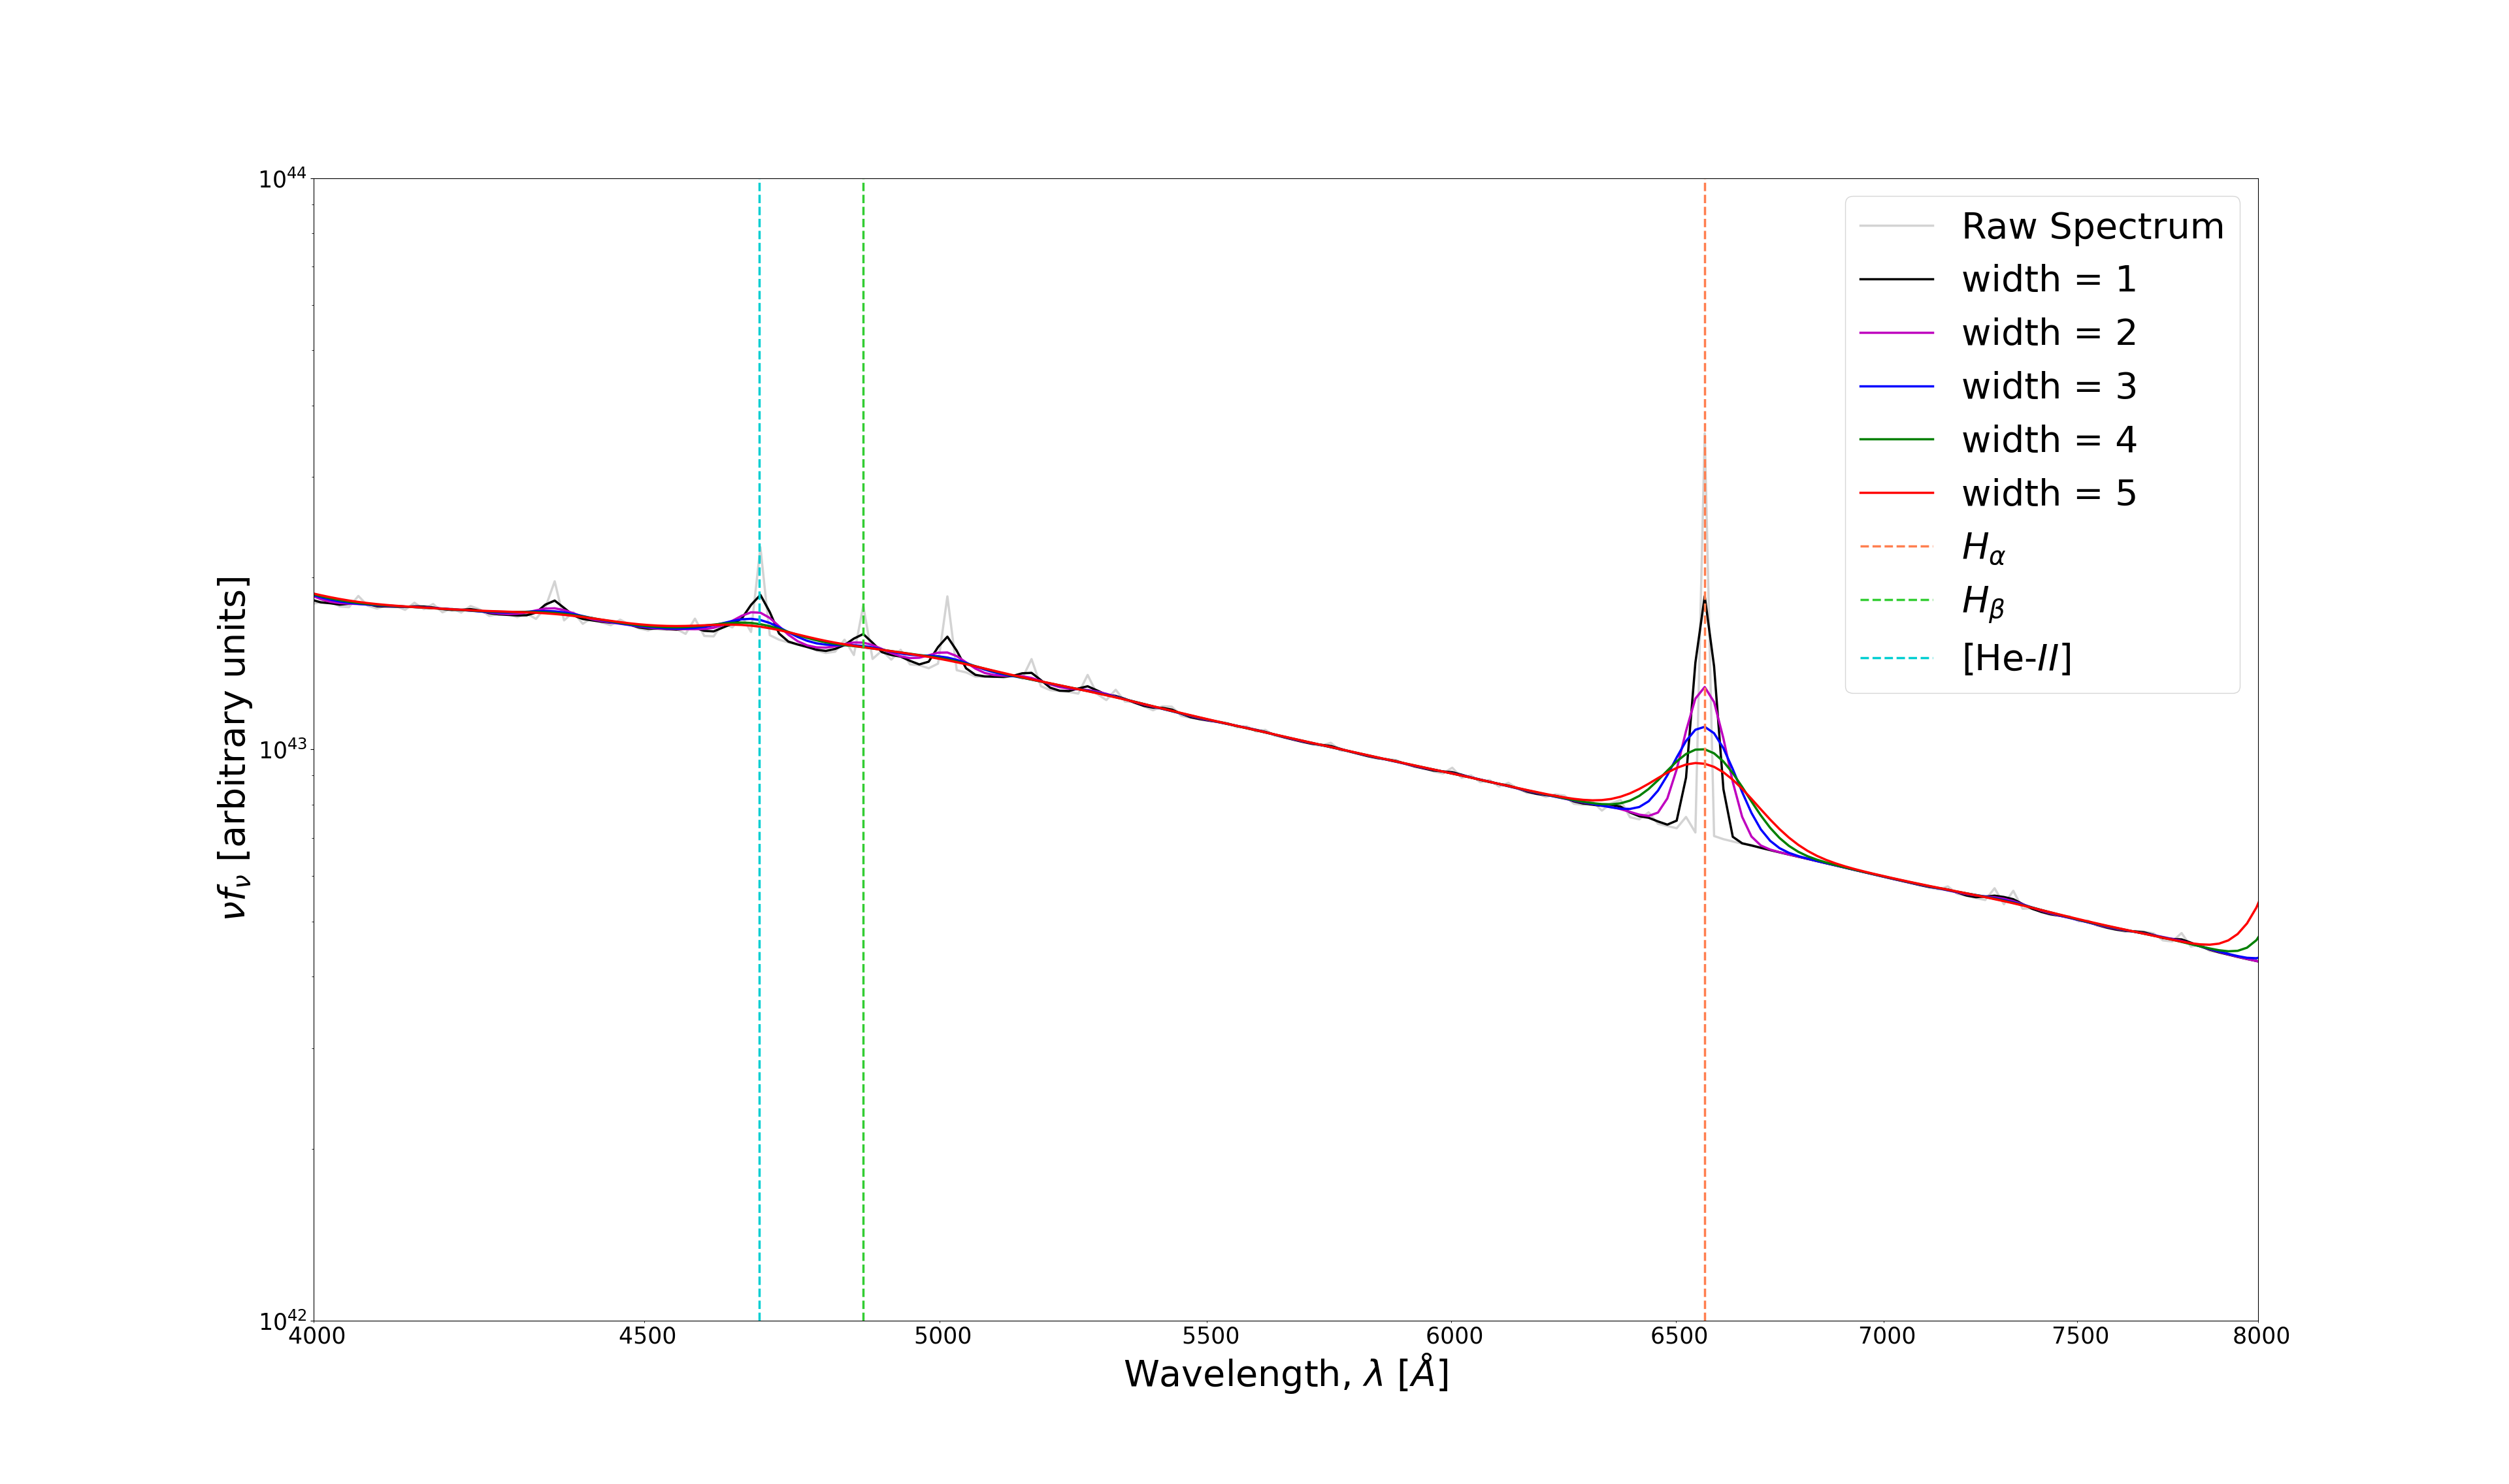 10^44
10^43
10^42
νf_ν, [arbitrary units]
4000 4500 5000 5500 6000 6500 7000 7500 8000
Wavelength, λ [Å]
Raw Spectrum
width = 1
width = 2
width = 3
width = 4
width = 5
H_α
H_β
[He-II]